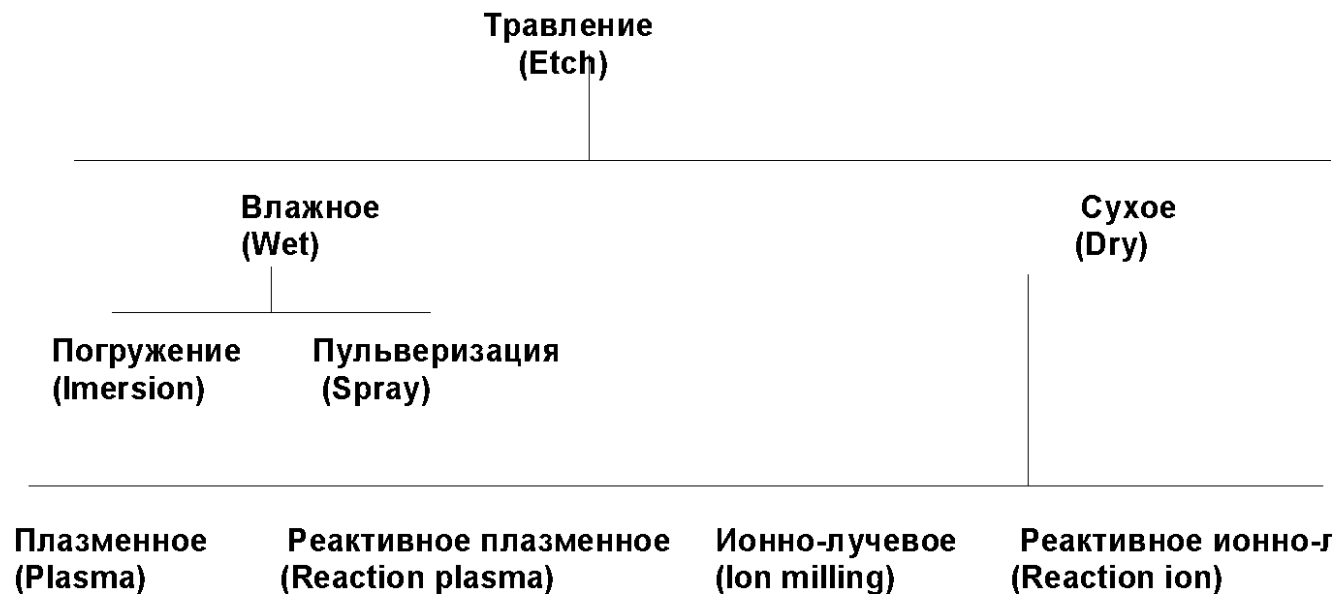 Травление
(Etch)
Влажное
(Wet)
Сухое
(Dry)
Погружение
(Imersion)
Пульверизация
(Spray)
Плазменное
(Plasma)
Реактивное плазменное
(Reaction plasma)
Ионно-лучевое
(Ion milling)
Реактивное
(Reaction ion)